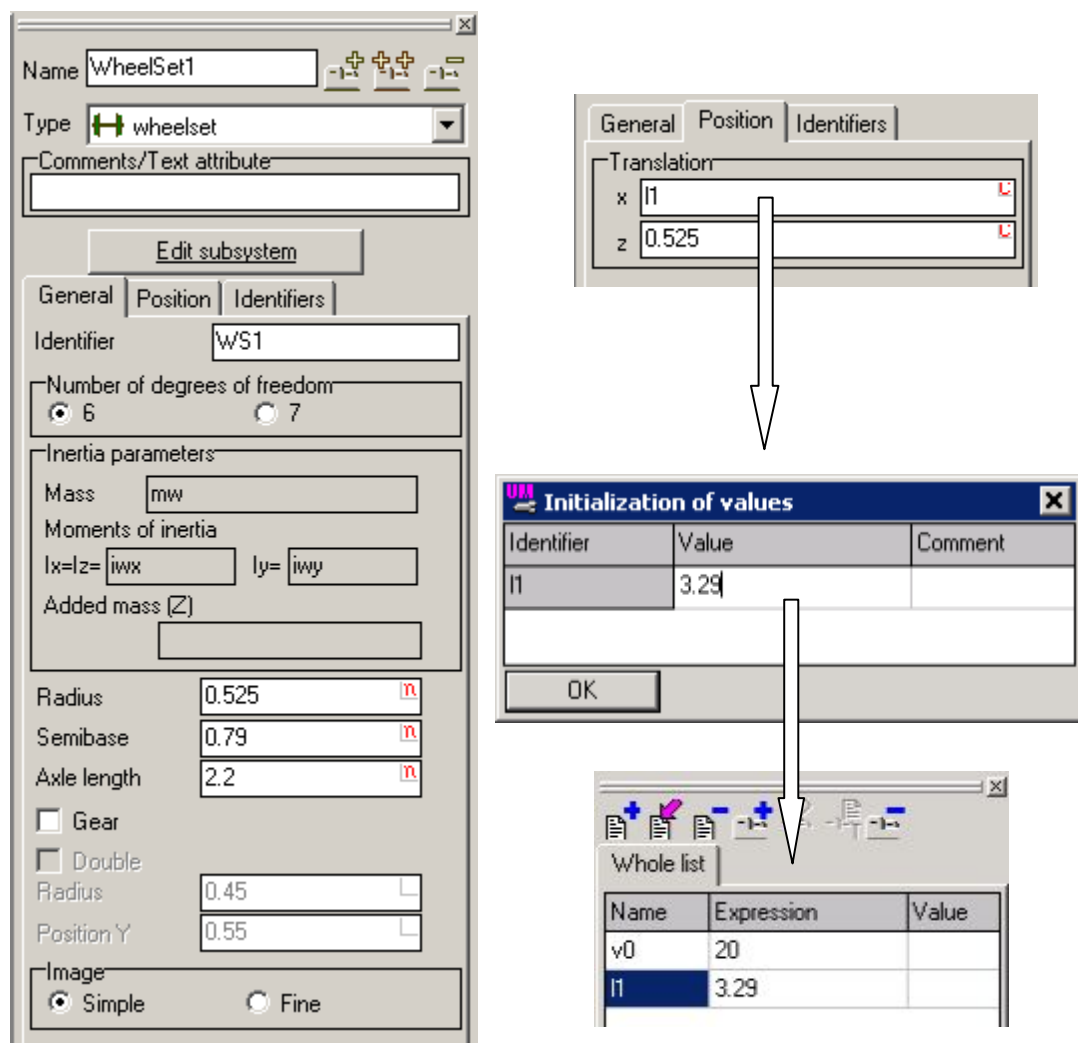 Name WheelSet1
Type wheelset
Comments/Text attribute
Edit subsystem
General Position Identifiers
Identifier WS1
Number of degrees of freedom
6 7
Inertia parameters
Mass mw
Moments of inertia
Ix=Iz= iwx Iy= iwy
Added mass (Z)
Radius 0.525 n
Semibase 0.79 n
Axle length 2.2 n
Gear
Double
Radius 0.45
Position Y 0.55
Image
Simple Fine
General Position Identifiers
Translation
x l1 C
z 0.525 C
UM Initialization of values
Identifier Value Comment
l1 3.29
OK
Whole list
Name Expression Value
v0 20
l1 3.29